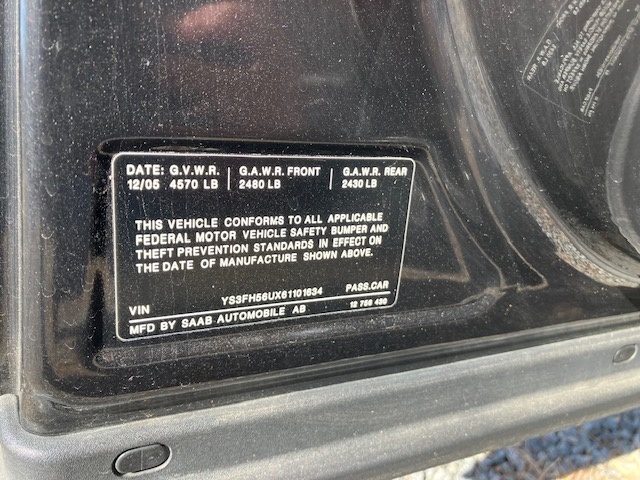 DATE: G.V.W.R. G.A.W.R. FRONT G.A.W.R. REAR
12/05 4570 LB 2480 LB 2430 LB
THIS VEHICLE CONFORMS TO ALL APPLICABLE
FEDERAL MOTOR VEHICLE SAFETY BUMPER AND
THEFT PREVENTION STANDARDS IN EFFECT ON
THE DATE OF MANUFACTURE SHOWN ABOVE.
VIN YS3FH56UX61101634 PASS.CAR
MFD BY SAAB AUTOMOBILE AB 12 756 490